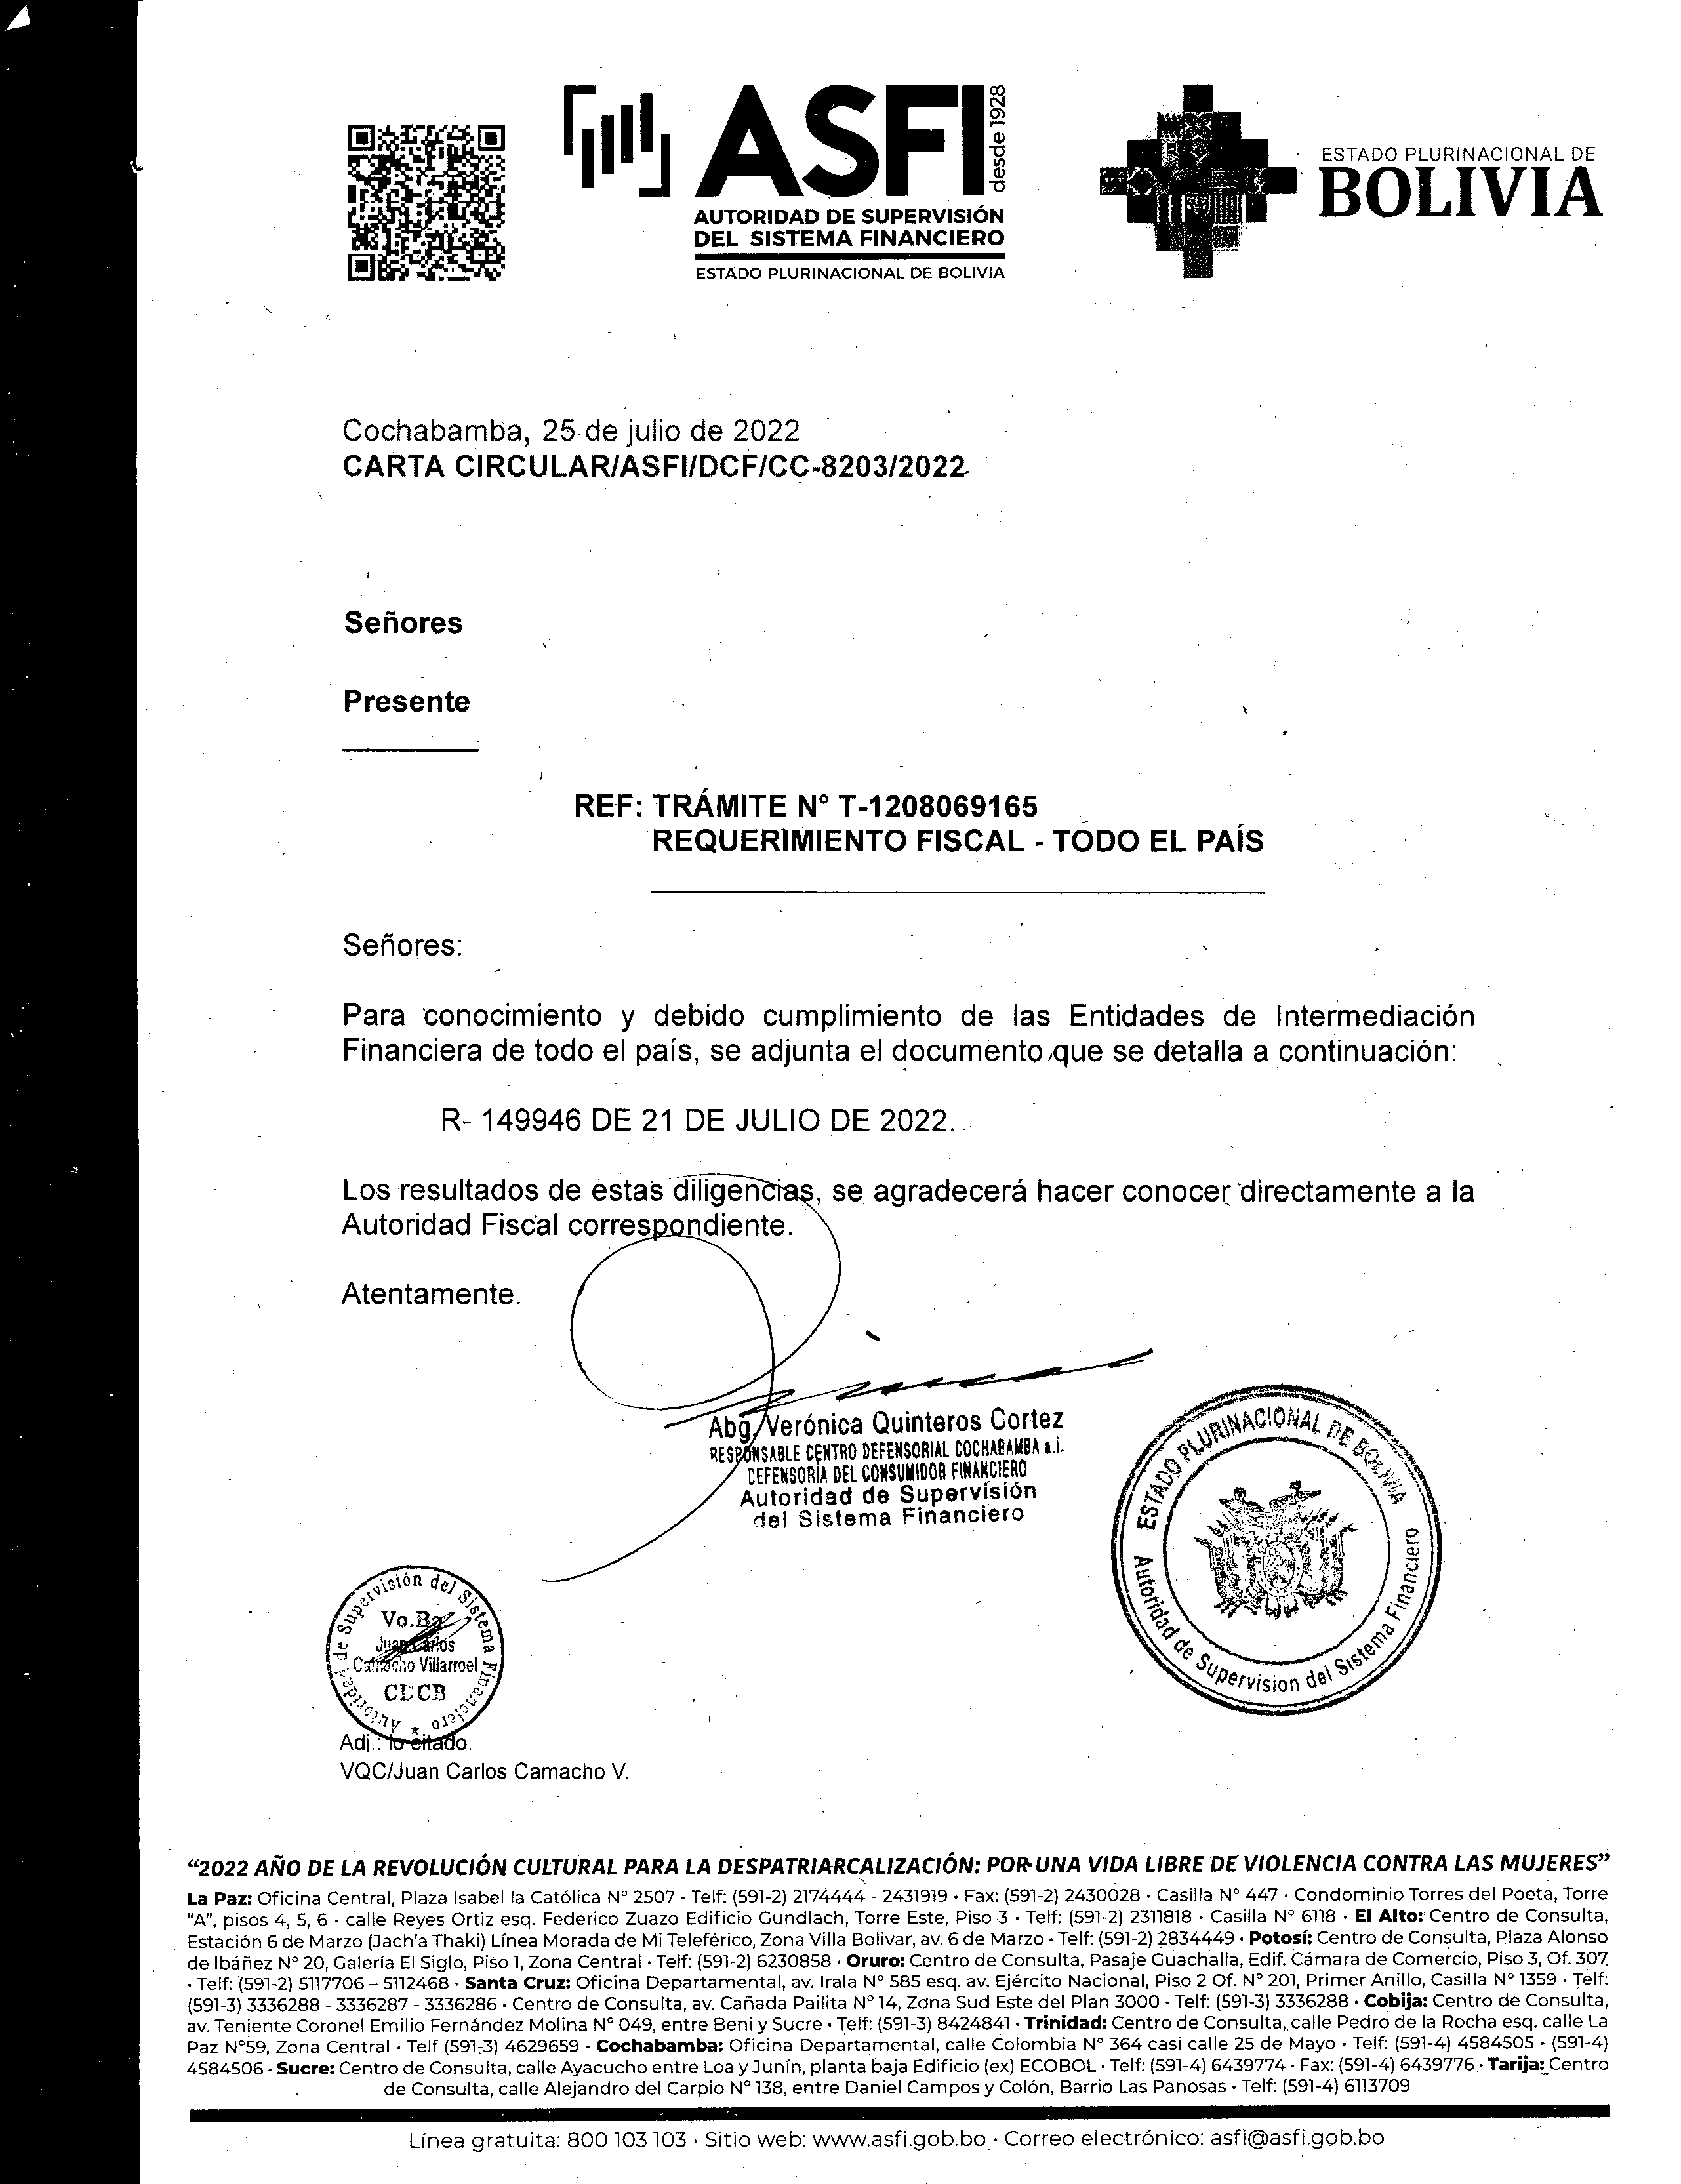 ASFI
desde 1928
AUTORIDAD DE SUPERVISIÓN
DEL SISTEMA FINANCIERO
ESTADO PLURINACIONAL DE BOLIVIA
ESTADO PLURINACIONAL DE
BOLIVIA
Cochabamba, 25 de julio de 2022
CARTA CIRCULAR/ASFI/DCF/CC-8203/2022
Señores
Presente
REF: TRÁMITE Nº T-1208069165
REQUERIMIENTO FISCAL - TODO EL PAÍS
Señores:
Para conocimiento y debido cumplimiento de las Entidades de Intermediación
Financiera de todo el país, se adjunta el documento que se detalla a continuación:
R- 149946 DE 21 DE JULIO DE 2022.
Los resultados de estas diligencias, se agradecerá hacer conocer directamente a la
Autoridad Fiscal correspondiente.
Atentamente.
Abg. Verónica Quinteros Cortez
RESPONSABLE CENTRO DEFENSORIAL COCHABAMBA a.i.
DEFENSORÍA DEL CONSUMIDOR FINANCIERO
Autoridad de Supervisión
del Sistema Financiero
ESTADO PLURINACIONAL DE BOLIVIA
Autoridad de Supervision del Sistema Financiero
Autoridad de Supervisión del Sistema Financiero *
Vo.Bo
Juan Carlos
Camacho Villarroel
CDCB
Adj.: lo citado.
VQC/Juan Carlos Camacho V.
“2022 AÑO DE LA REVOLUCIÓN CULTURAL PARA LA DESPATRIARCALIZACIÓN: POR UNA VIDA LIBRE DE VIOLENCIA CONTRA LAS MUJERES”
La Paz: Oficina Central, Plaza Isabel la Católica Nº 2507 · Telf: (591-2) 2174444 - 2431919 · Fax: (591-2) 2430028 · Casilla Nº 447 · Condominio Torres del Poeta, Torre
“A”, pisos 4, 5, 6 · calle Reyes Ortiz esq. Federico Zuazo Edificio Gundlach, Torre Este, Piso 3 · Telf: (591-2) 2311818 · Casilla Nº 6118 · El Alto: Centro de Consulta,
Estación 6 de Marzo (Jach’a Thaki) Línea Morada de Mi Teleférico, Zona Villa Bolivar, av. 6 de Marzo · Telf: (591-2) 2834449 · Potosí: Centro de Consulta, Plaza Alonso
de Ibáñez Nº 20, Galería El Siglo, Piso 1, Zona Central · Telf: (591-2) 6230858 · Oruro: Centro de Consulta, Pasaje Guachalla, Edif. Cámara de Comercio, Piso 3, Of. 307,
· Telf: (591-2) 5117706 – 5112468 · Santa Cruz: Oficina Departamental, av. Irala Nº 585 esq. av. Ejército Nacional, Piso 2 Of. Nº 201, Primer Anillo, Casilla Nº 1359 · Telf:
(591-3) 3336288 - 3336287 - 3336286 · Centro de Consulta, av. Cañada Pailita Nº 14, Zona Sud Este del Plan 3000 · Telf: (591-3) 3336288 · Cobija: Centro de Consulta,
av. Teniente Coronel Emilio Fernández Molina Nº 049, entre Beni y Sucre · Telf: (591-3) 8424841 · Trinidad: Centro de Consulta, calle Pedro de la Rocha esq. calle La
Paz Nº59, Zona Central · Telf (591-3) 4629659 · Cochabamba: Oficina Departamental, calle Colombia Nº 364 casi calle 25 de Mayo · Telf: (591-4) 4584505 · (591-4)
4584506 · Sucre: Centro de Consulta, calle Ayacucho entre Loa y Junín, planta baja Edificio (ex) ECOBOL · Telf: (591-4) 6439774 · Fax: (591-4) 6439776 · Tarija: Centro
de Consulta, calle Alejandro del Carpio Nº 138, entre Daniel Campos y Colón, Barrio Las Panosas · Telf: (591-4) 6113709
Línea gratuita: 800 103 103 · Sitio web: www.asfi.gob.bo · Correo electrónico: asfi@asfi.gob.bo